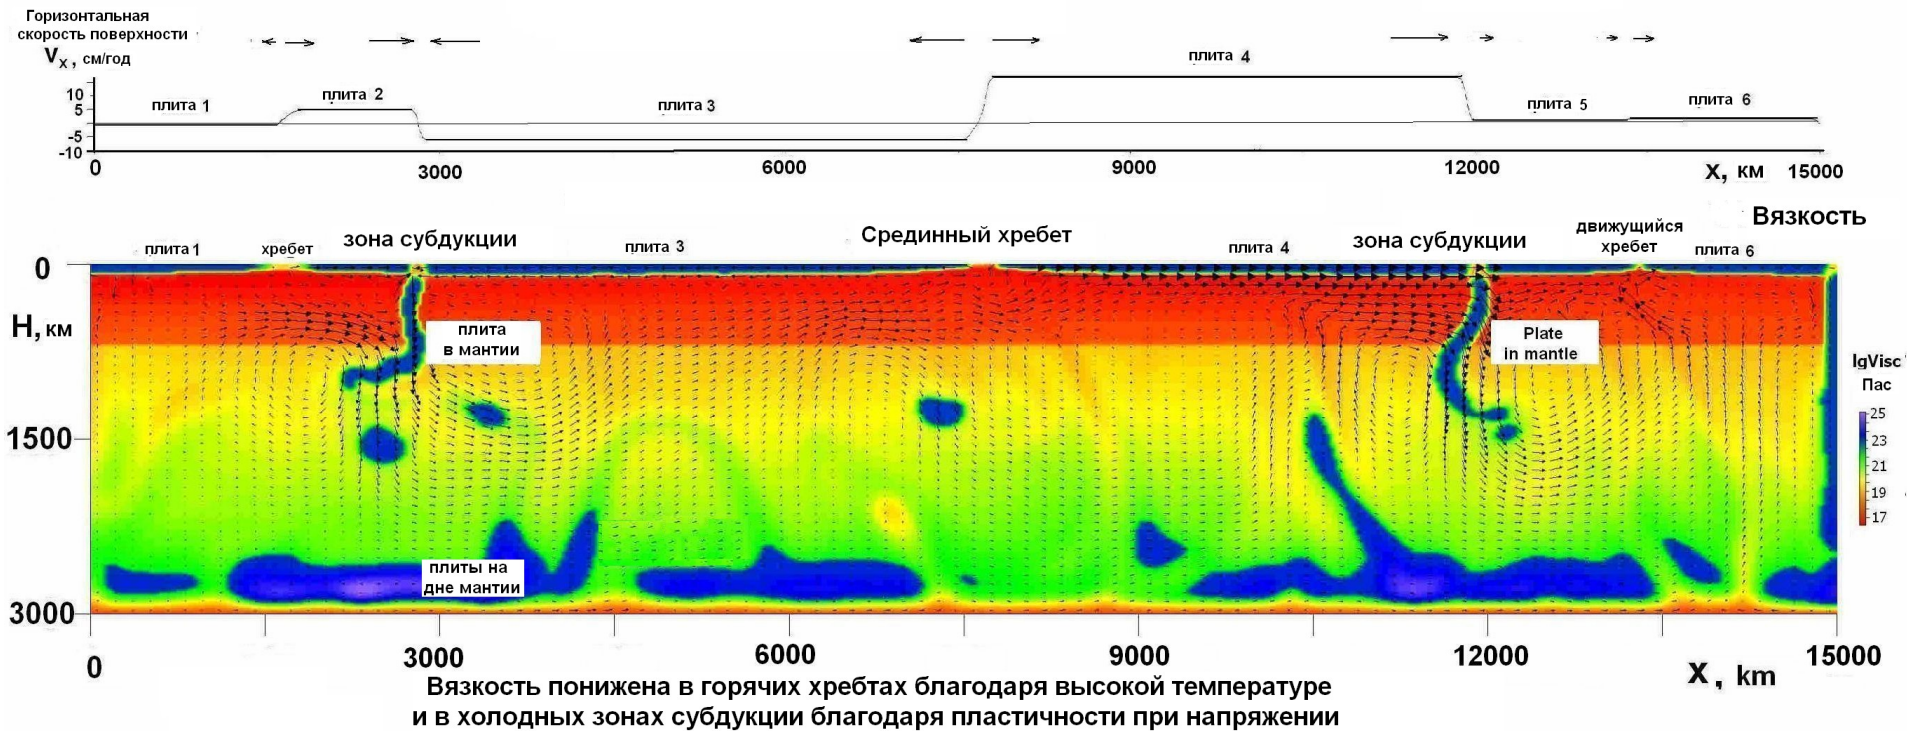 Горизонтальная
скорость поверхности
Vx, см/год
10
5
-5
-10
плита 1
плита 2
плита 3
плита 4
плита 5
плита 6
0
3000
6000
9000
12000
X, км
15000
Вязкость
плита1
хребет
зона субдукции
плита 3
Срединный хребет
плита 4
зона субдукции
движущийся
хребет
плита 6
0
H, км
1500
3000
плита
в мантии
Plate
in mantle
плиты на
дне мантии
lgVisc
Пас
25
23
21
19
17
0
3000
6000
9000
12000
15000
X, km
Вязкость понижена в горячих хребтах благодаря высокой температуре
и в холодных зонах субдукции благодаря пластичности при напряжении